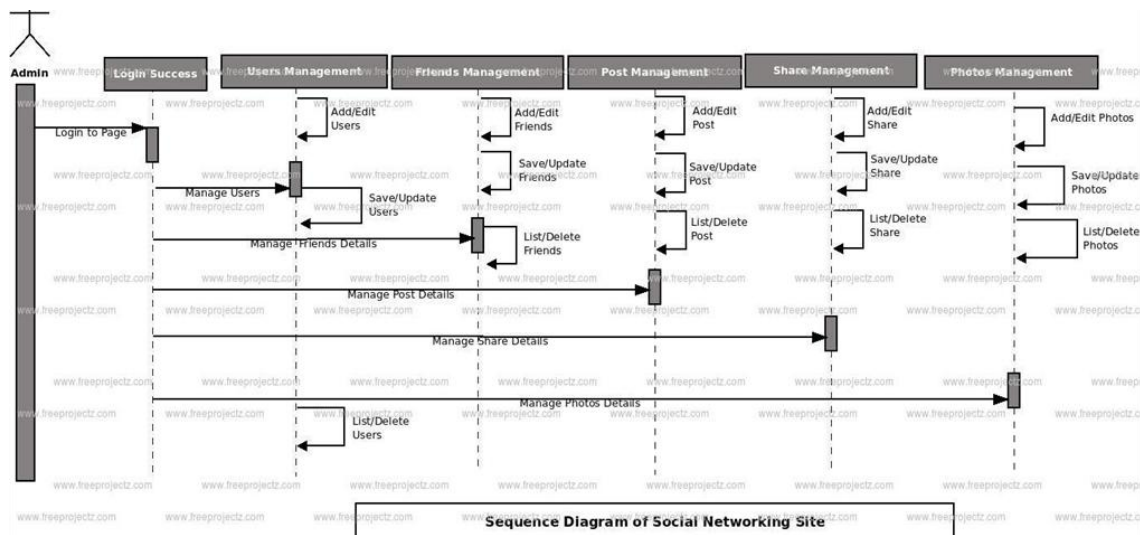 Admin
Login Success
Users Management
Friends Management
Post Management
Share Management
Photos Management
Login to Page
Add/Edit
Users
Add/Edit
Friends
Add/Edit
Post
Add/Edit
Share
Add/Edit Photos
Manage Users
Save/Update
Users
Save/Update
Friends
Save/Update
Post
Save/Update
Share
Save/Update
Photos
Manage Friends Details
List/Delete
Friends
List/Delete
Post
List/Delete
Share
List/Delete
Photos
Manage Post Details
Manage Share Details
Manage Photos Details
List/Delete
Users
Sequence Diagram of Social Networking Site
www.freeprojectz.com